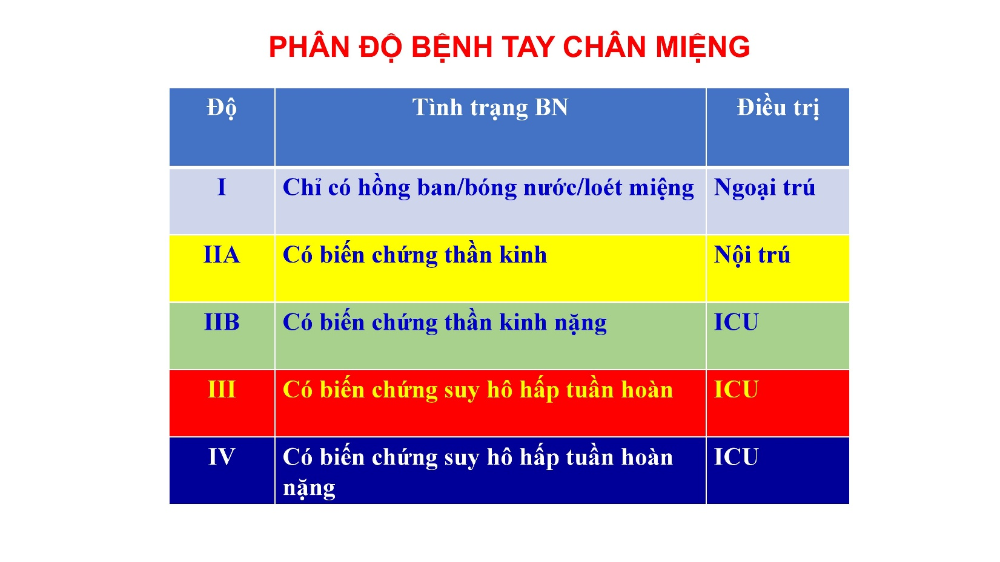 PHÂN ĐỘ BỆNH TAY CHÂN MIỆNG
Độ Tình trạng BN Điều trị
I Chỉ có hồng ban/bóng nước/loét miệng Ngoại trú
IIA Có biến chứng thần kinh Nội trú
IIB Có biến chứng thần kinh nặng ICU
III Có biến chứng suy hô hấp tuần hoàn ICU
IV Có biến chứng suy hô hấp tuần hoàn ICU
nặng